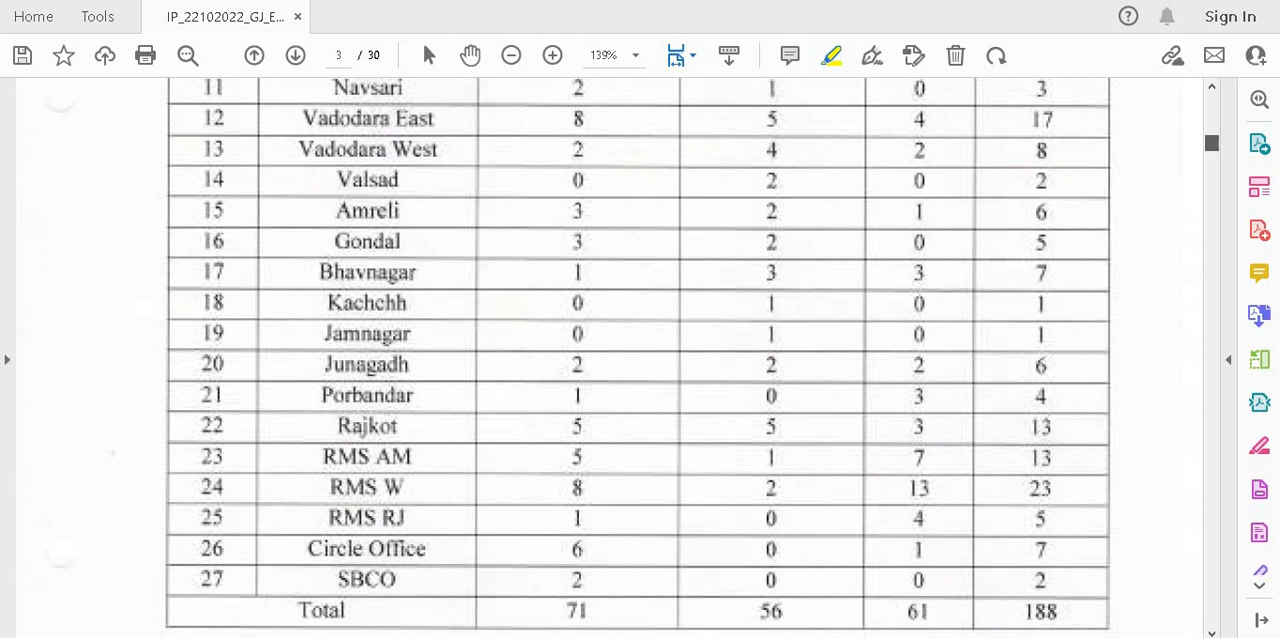 Home Tools IP_22102022_GJ_E... × Sign In
3 / 30 139%
11 Navsari 2 1 0 3
12 Vadodara East 8 5 4 17
13 Vadodara West 2 4 2 8
14 Valsad 0 2 0 2
15 Amreli 3 2 1 6
16 Gondal 3 2 0 5
17 Bhavnagar 1 3 3 7
18 Kachchh 0 1 0 1
19 Jamnagar 0 1 0 1
20 Junagadh 2 2 2 6
21 Porbandar 1 0 3 4
22 Rajkot 5 5 3 13
23 RMS AM 5 1 7 13
24 RMS W 8 2 13 23
25 RMS RJ 1 0 4 5
26 Circle Office 6 0 1 7
27 SBCO 2 0 0 2
Total 71 56 61 188